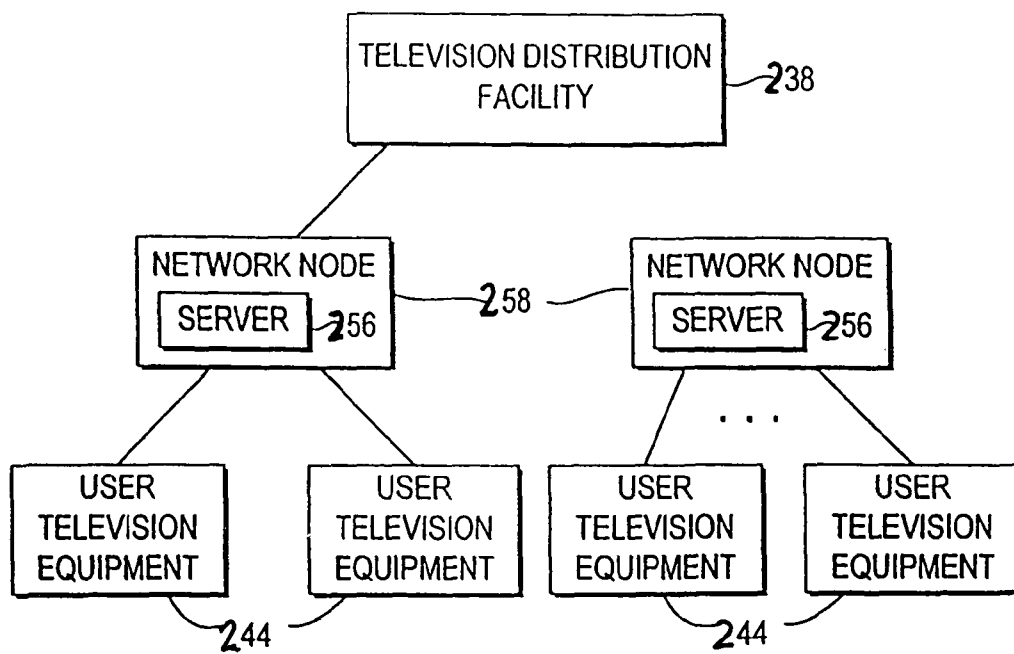 TELEVISION DISTRIBUTION
FACILITY
238
NETWORK NODE
SERVER
256
258
NETWORK NODE
SERVER
256
. . .
USER
TELEVISION
EQUIPMENT
USER
TELEVISION
EQUIPMENT
244
USER
TELEVISION
EQUIPMENT
USER
TELEVISION
EQUIPMENT
244